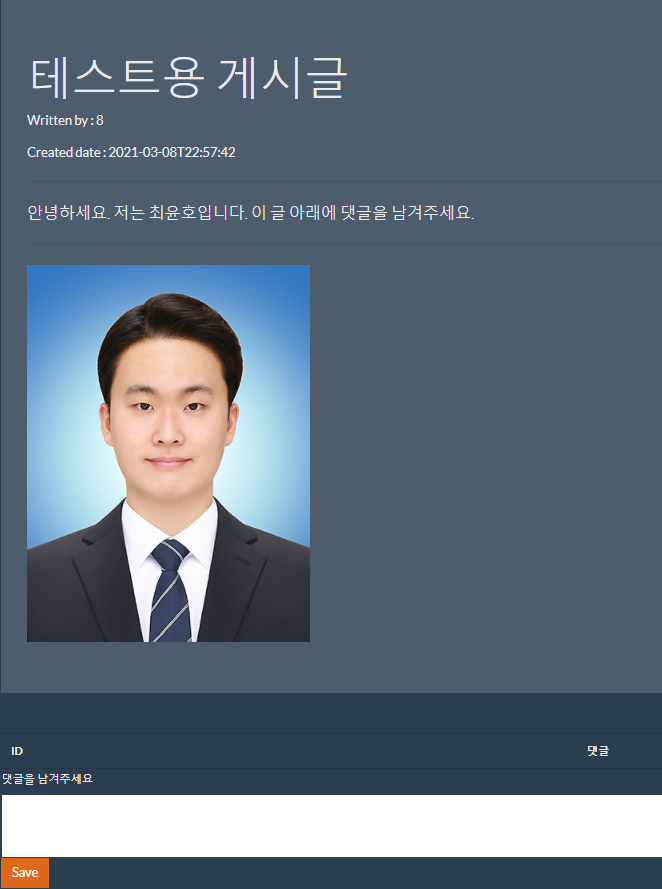 테스트용 게시글
Written by : 8
Created date : 2021-03-08T22:57:42
안녕하세요. 저는 최윤호입니다. 이 글 아래에 댓글을 남겨주세요.
ID 댓글
댓글을 남겨주세요
Save